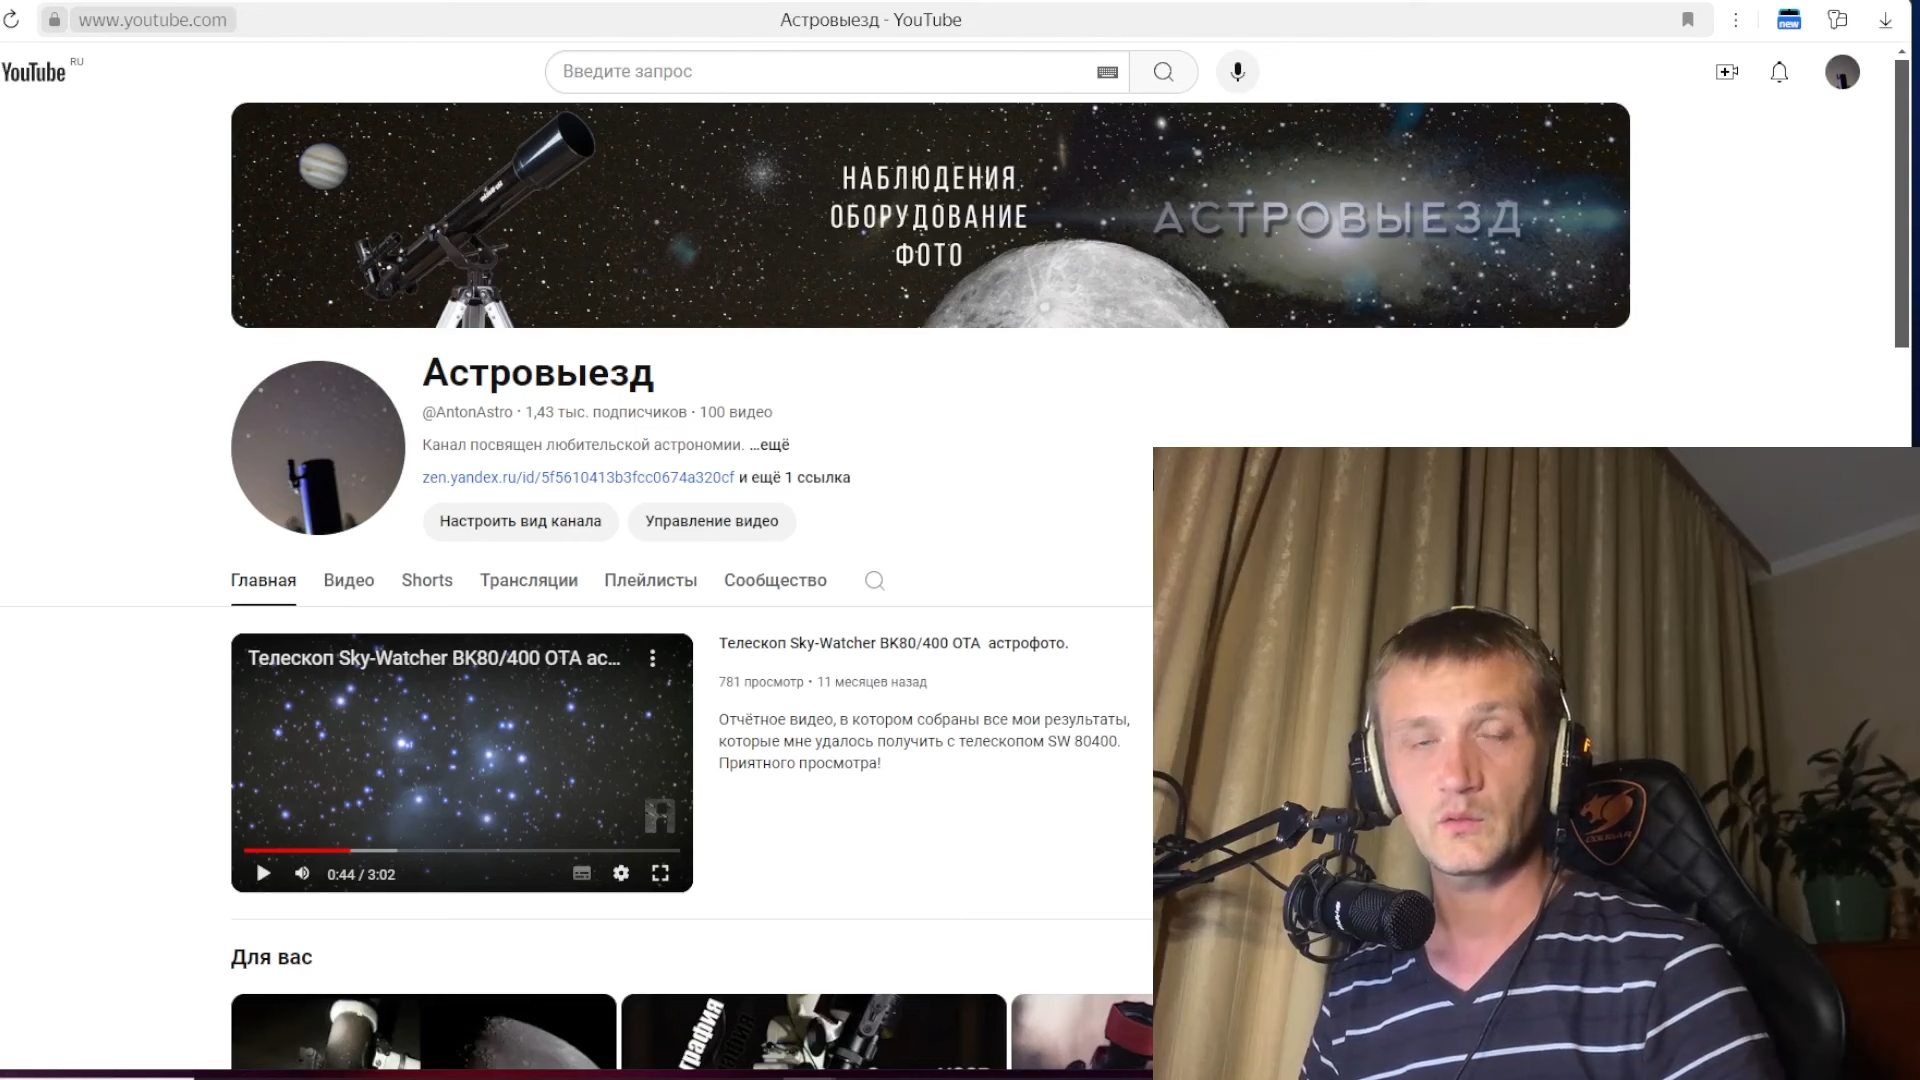 www.youtube.com
Астровыезд - YouTube
new
YouTube RU
Введите запрос
НАБЛЮДЕНИЯ
ОБОРУДОВАНИЕ
ФОТО
АСТРОВЫЕЗД
Астровыезд
@AntonAstro · 1,43 тыс. подписчиков · 100 видео
Канал посвящен любительской астрономии. ...ещё
zen.yandex.ru/id/5f5610413b3fcc0674a320cf и ещё 1 ссылка
Настроить вид канала
Управление видео
Главная
Видео
Shorts
Трансляции
Плейлисты
Сообщество
Телескоп Sky-Watcher BK80/400 OTA ас...
0:44 / 3:02
Телескоп Sky-Watcher BK80/400 OTA астрофото.
781 просмотр · 11 месяцев назад
Отчётное видео, в котором собраны все мои результаты,
которые мне удалось получить с телескопом SW 80400.
Приятного просмотра!
Для вас
графия
COUGAR